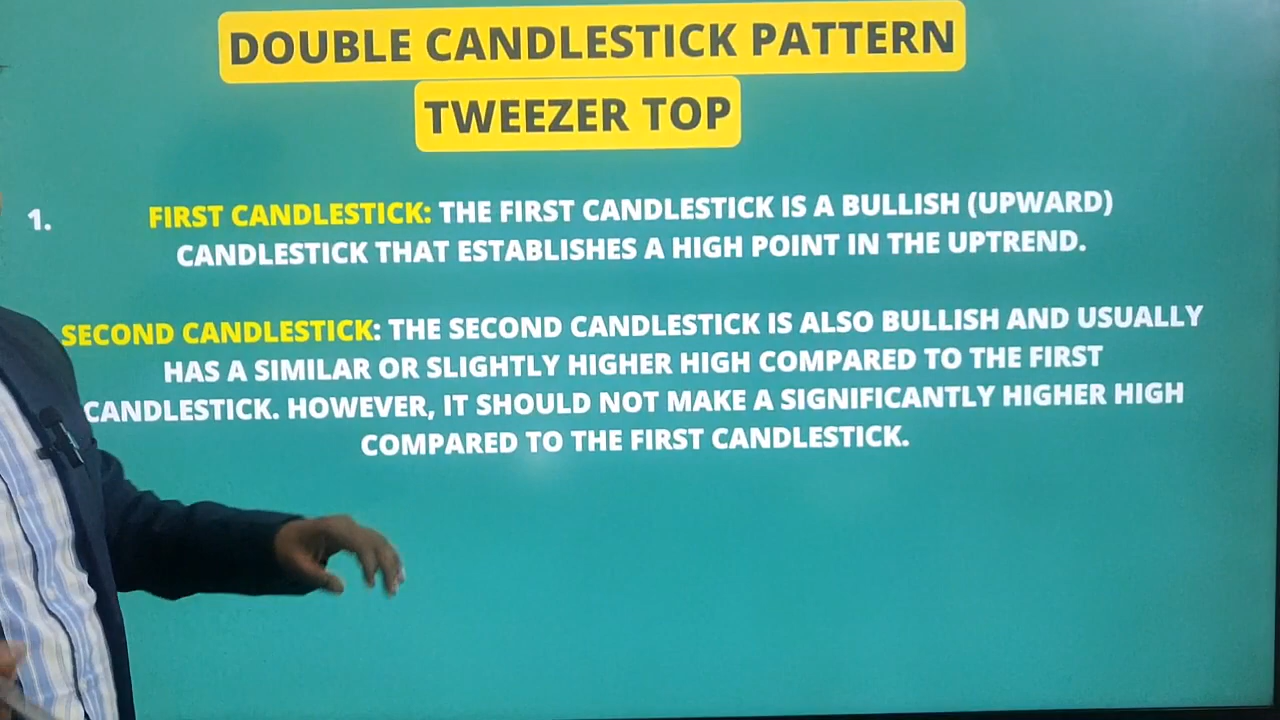 DOUBLE CANDLESTICK PATTERN
TWEEZER TOP
1. FIRST CANDLESTICK: THE FIRST CANDLESTICK IS A BULLISH (UPWARD)
CANDLESTICK THAT ESTABLISHES A HIGH POINT IN THE UPTREND.
SECOND CANDLESTICK: THE SECOND CANDLESTICK IS ALSO BULLISH AND USUALLY
HAS A SIMILAR OR SLIGHTLY HIGHER HIGH COMPARED TO THE FIRST
CANDLESTICK. HOWEVER, IT SHOULD NOT MAKE A SIGNIFICANTLY HIGHER HIGH
COMPARED TO THE FIRST CANDLESTICK.